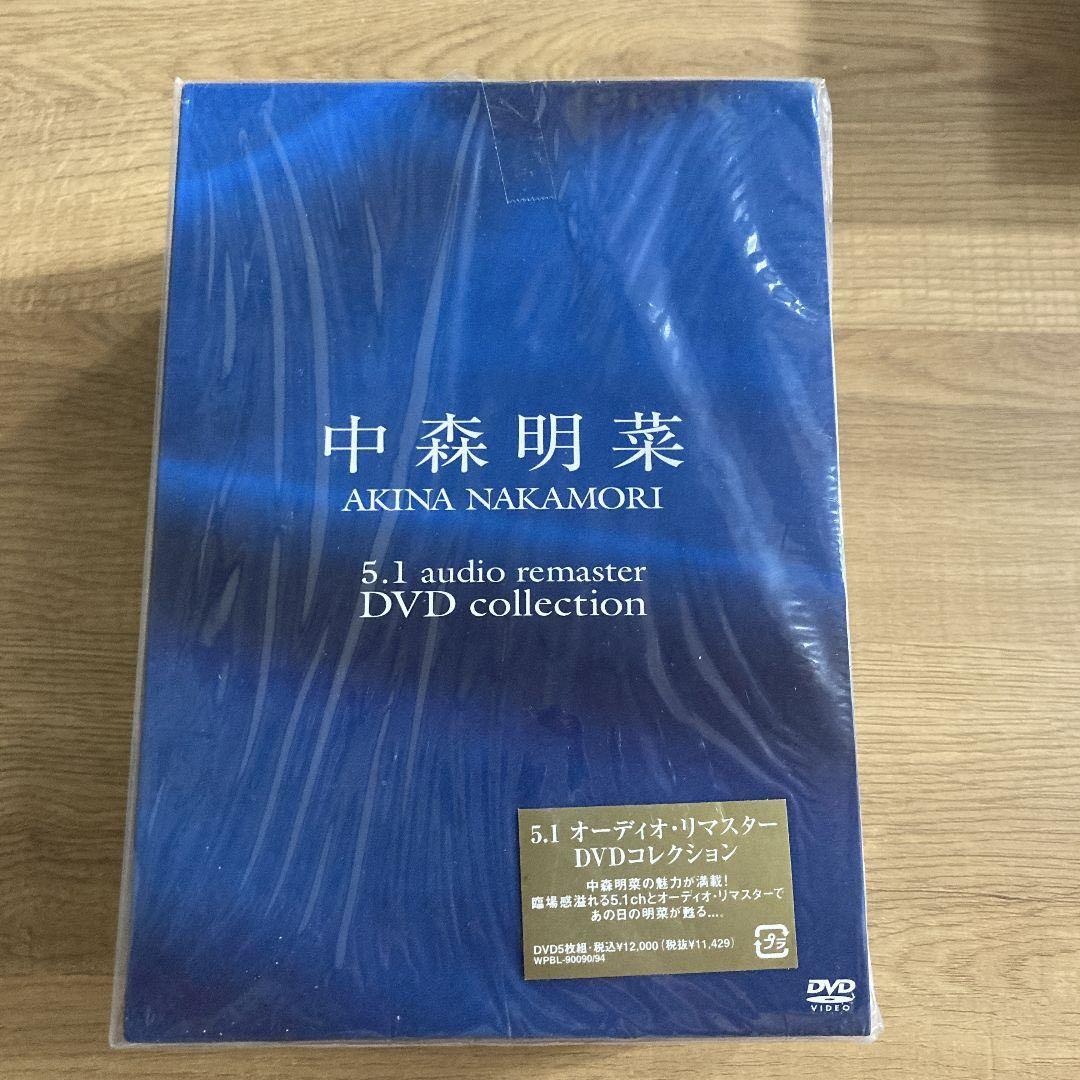 中森明菜
AKINA NAKAMORI
5.1 audio remaster
DVD collection
5.1 オーディオ・リマスター
DVDコレクション
中森明菜の魅力が満載!
臨場感溢れる5.1chとオーディオ・リマスターで
あの日の明菜が甦る…。
DVD5枚組・税込¥12,000(税抜¥11,429)
WPBL-90090/94
プラ
DVD
VIDEO